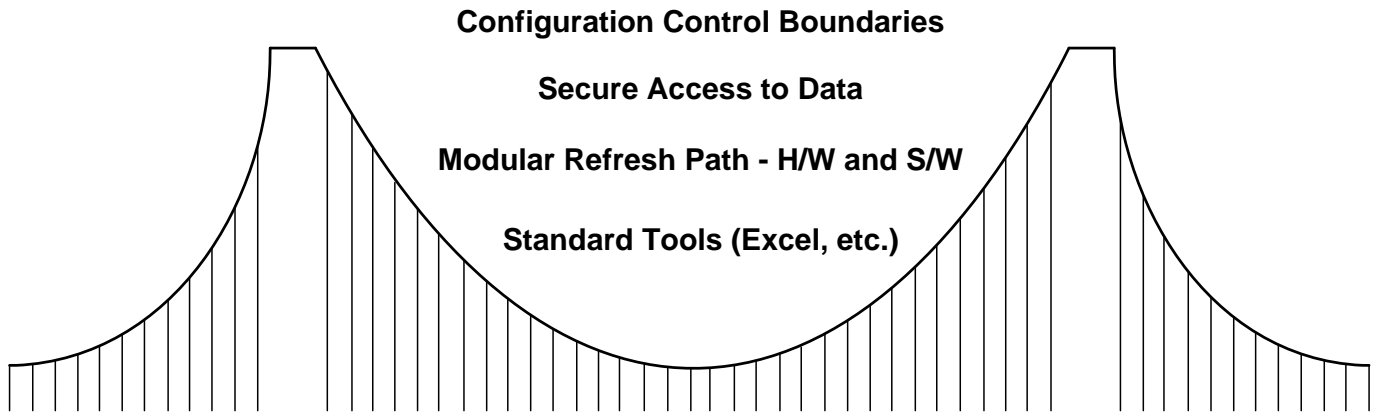 Configuration Control Boundaries
Secure Access to Data
Modular Refresh Path - H/W and S/W
Standard Tools (Excel, etc.)